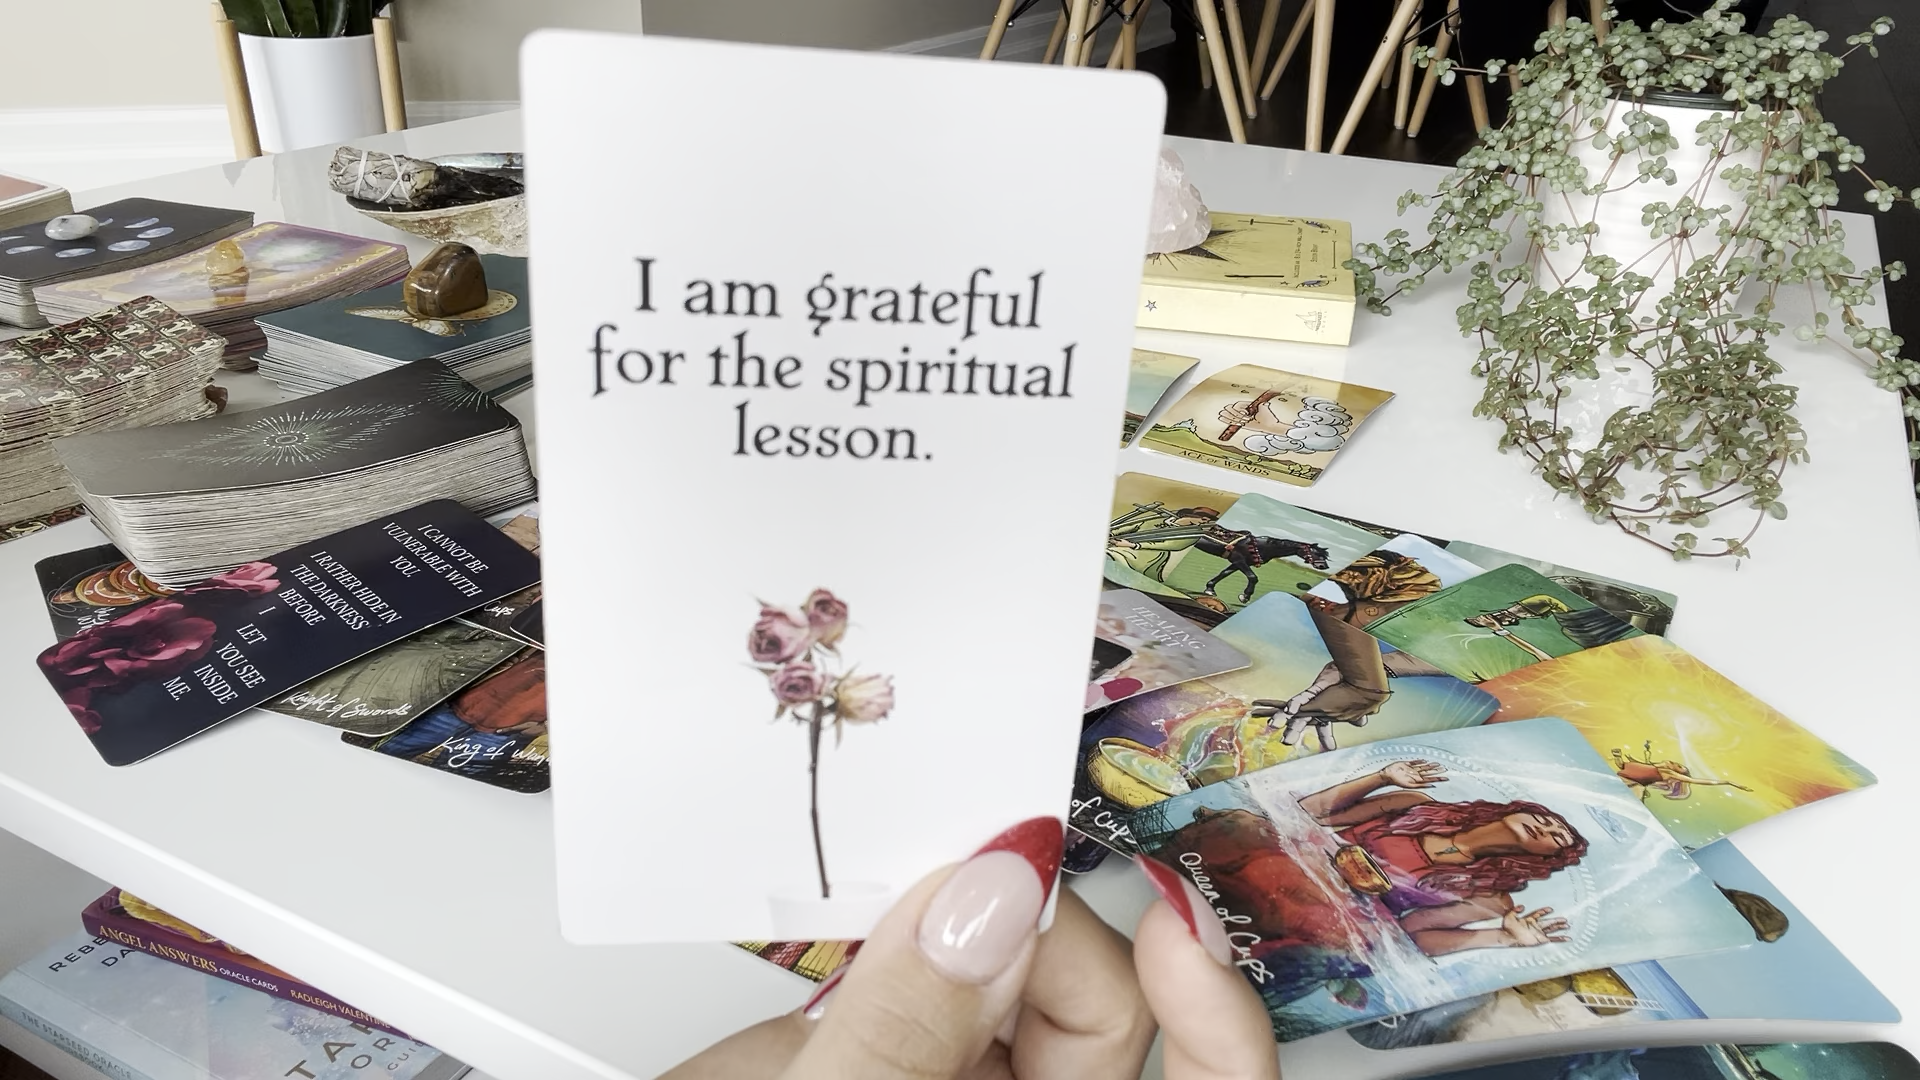 I am grateful
for the spiritual
lesson.
ACE OF WANDS
I CANNOT BE
VULNERABLE WITH
YOU.
I RATHER HIDE IN
THE DARKNESS
BEFORE
I
LET
YOU SEE
INSIDE
ME.
Knight of Swords
King of
HEALING
HEART
of Cups
Queen of Cups
ANGEL ANSWERS ORACLE CARDS
RADLEIGH VALENTINE
THE STARSEED ORACLE